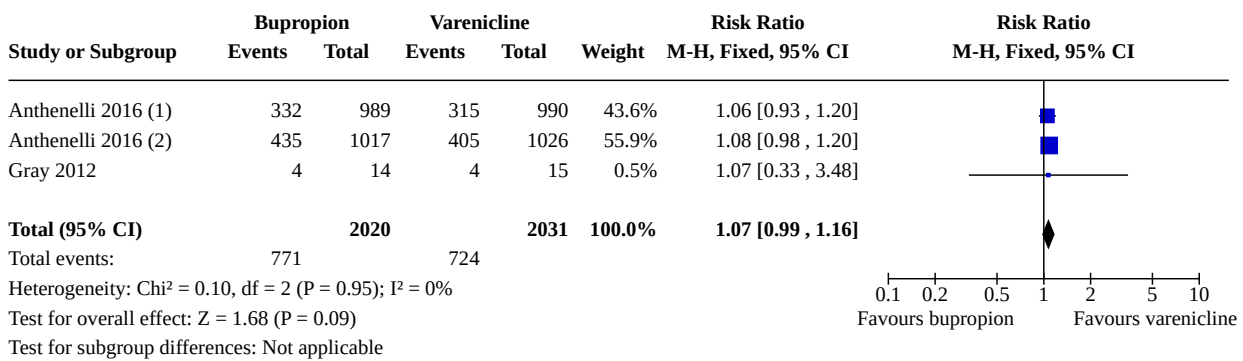 Bupropion Varenicline Risk Ratio Risk Ratio
Study or Subgroup Events Total Events Total Weight M-H, Fixed, 95% CI M-H, Fixed, 95% CI
Anthenelli 2016 (1) 332 989 315 990 43.6% 1.06 [0.93 , 1.20]
Anthenelli 2016 (2) 435 1017 405 1026 55.9% 1.08 [0.98 , 1.20]
Gray 2012 4 14 4 15 0.5% 1.07 [0.33 , 3.48]
Total (95% CI) 2020 2031 100.0% 1.07 [0.99 , 1.16]
Total events: 771 724
Heterogeneity: Chi² = 0.10, df = 2 (P = 0.95); I² = 0% 0.1 0.2 0.5 1 2 5 10
Test for overall effect: Z = 1.68 (P = 0.09) Favours bupropion Favours varenicline
Test for subgroup differences: Not applicable